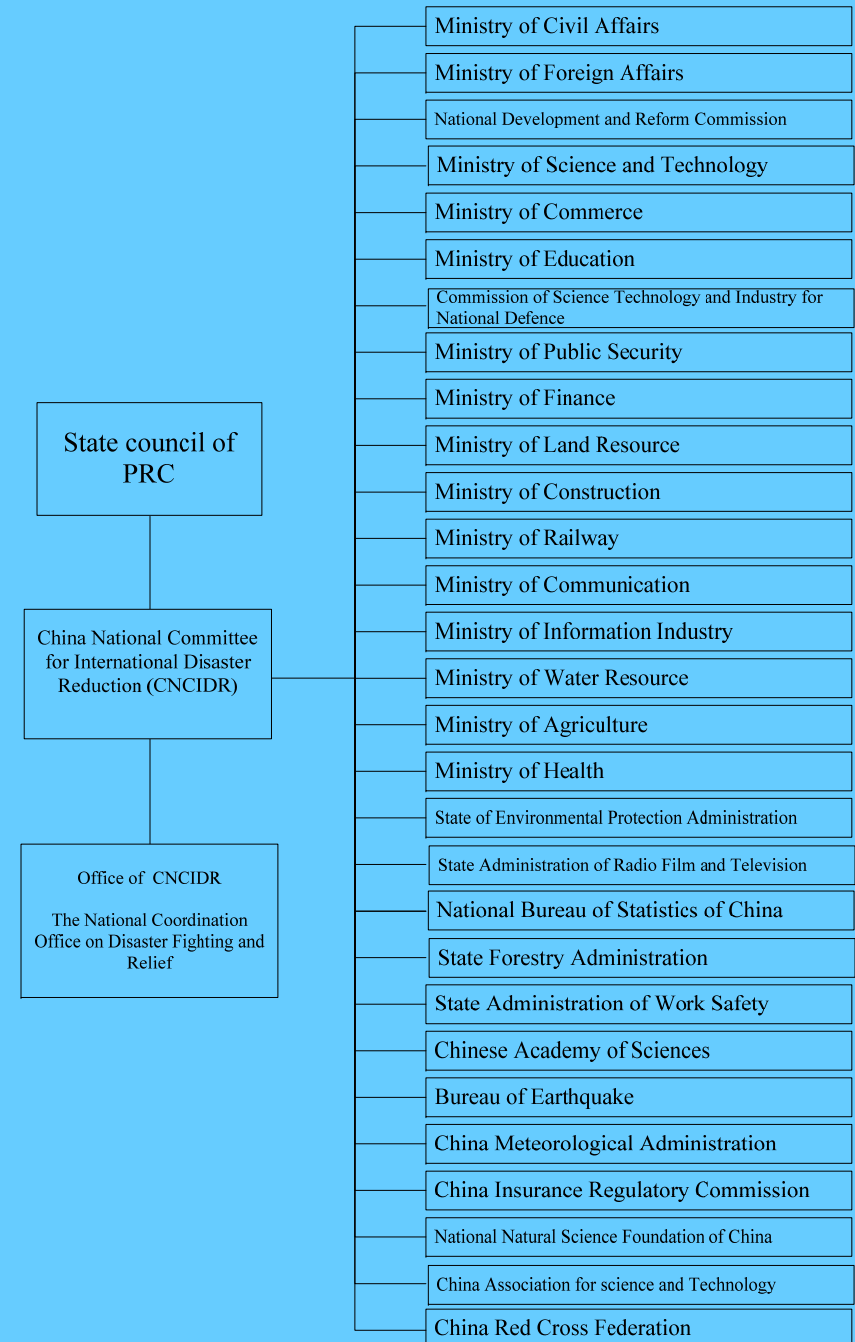 State council of
PRC
China National Committee
for International Disaster
Reduction (CNCIDR)
Office of CNCIDR
The National Coordination
Office on Disaster Fighting and
Relief
Ministry of Civil Affairs
Ministry of Foreign Affairs
National Development and Reform Commission
Ministry of Science and Technology
Ministry of Commerce
Ministry of Education
Commission of Science Technology and Industry for
National Defence
Ministry of Public Security
Ministry of Finance
Ministry of Land Resource
Ministry of Construction
Ministry of Railway
Ministry of Communication
Ministry of Information Industry
Ministry of Water Resource
Ministry of Agriculture
Ministry of Health
State of Environmental Protection Administration
State Administration of Radio Film and Television
National Bureau of Statistics of China
State Forestry Administration
State Administration of Work Safety
Chinese Academy of Sciences
Bureau of Earthquake
China Meteorological Administration
China Insurance Regulatory Commission
National Natural Science Foundation of China
China Association for science and Technology
China Red Cross Federation